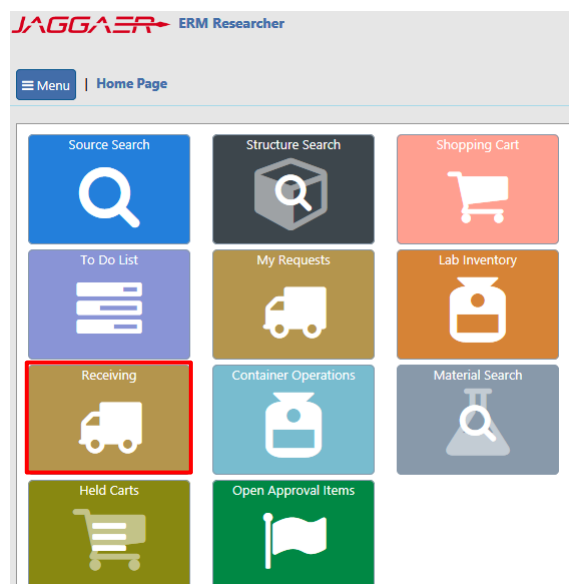 JAGGAER ERM Researcher
Menu | Home Page
Source Search
Structure Search
Shopping Cart
To Do List
My Requests
Lab Inventory
Receiving
Container Operations
Material Search
Held Carts
Open Approval Items